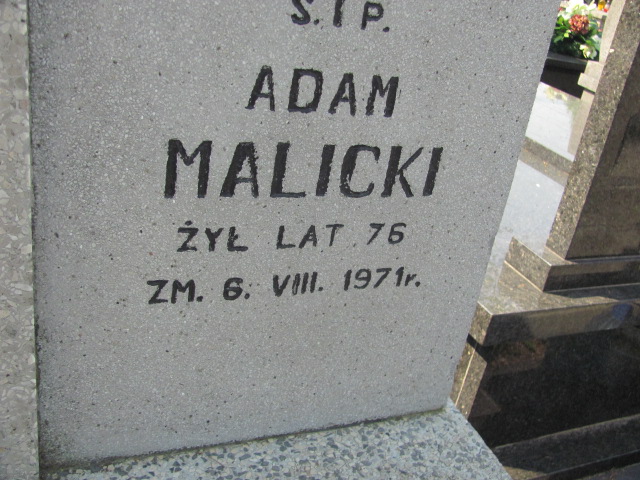 Ś.I P.
ADAM
MALICKI
ŻYŁ LAT 76
ZM. 6. VIII. 1971r.